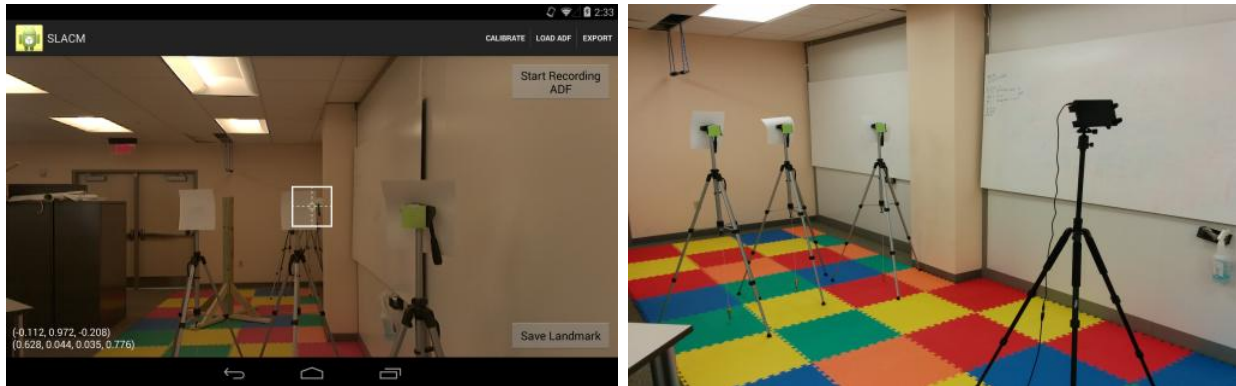 2:33
SLACM
CALIBRATE LOAD ADF EXPORT
Start Recording
ADF
(-0.112, 0.972, -0.208)
(0.628, 0.044, 0.035, 0.776)
Save Landmark